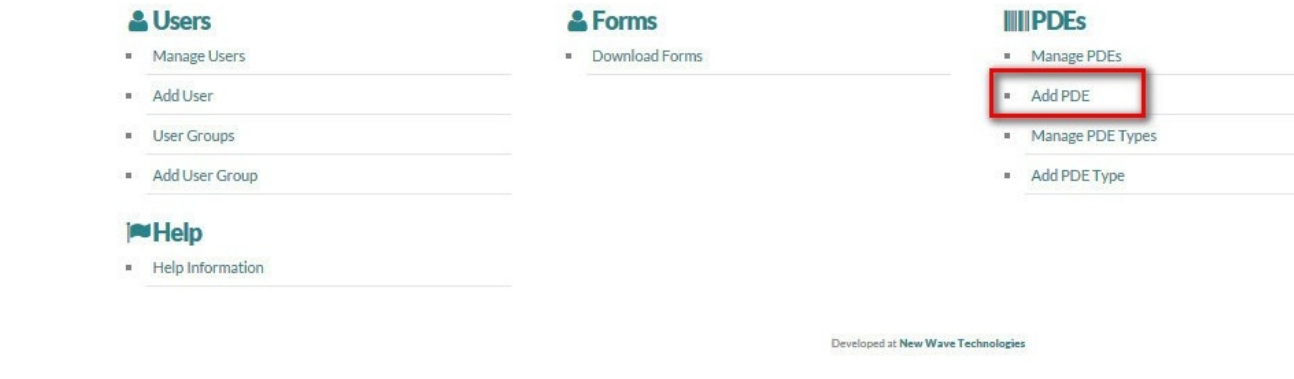 Users
Manage Users
Add User
User Groups
Add User Group
Help
Help Information
Forms
Download Forms
PDEs
Manage PDEs
Add PDE
Manage PDE Types
Add PDE Type
Developed at New Wave Technologies